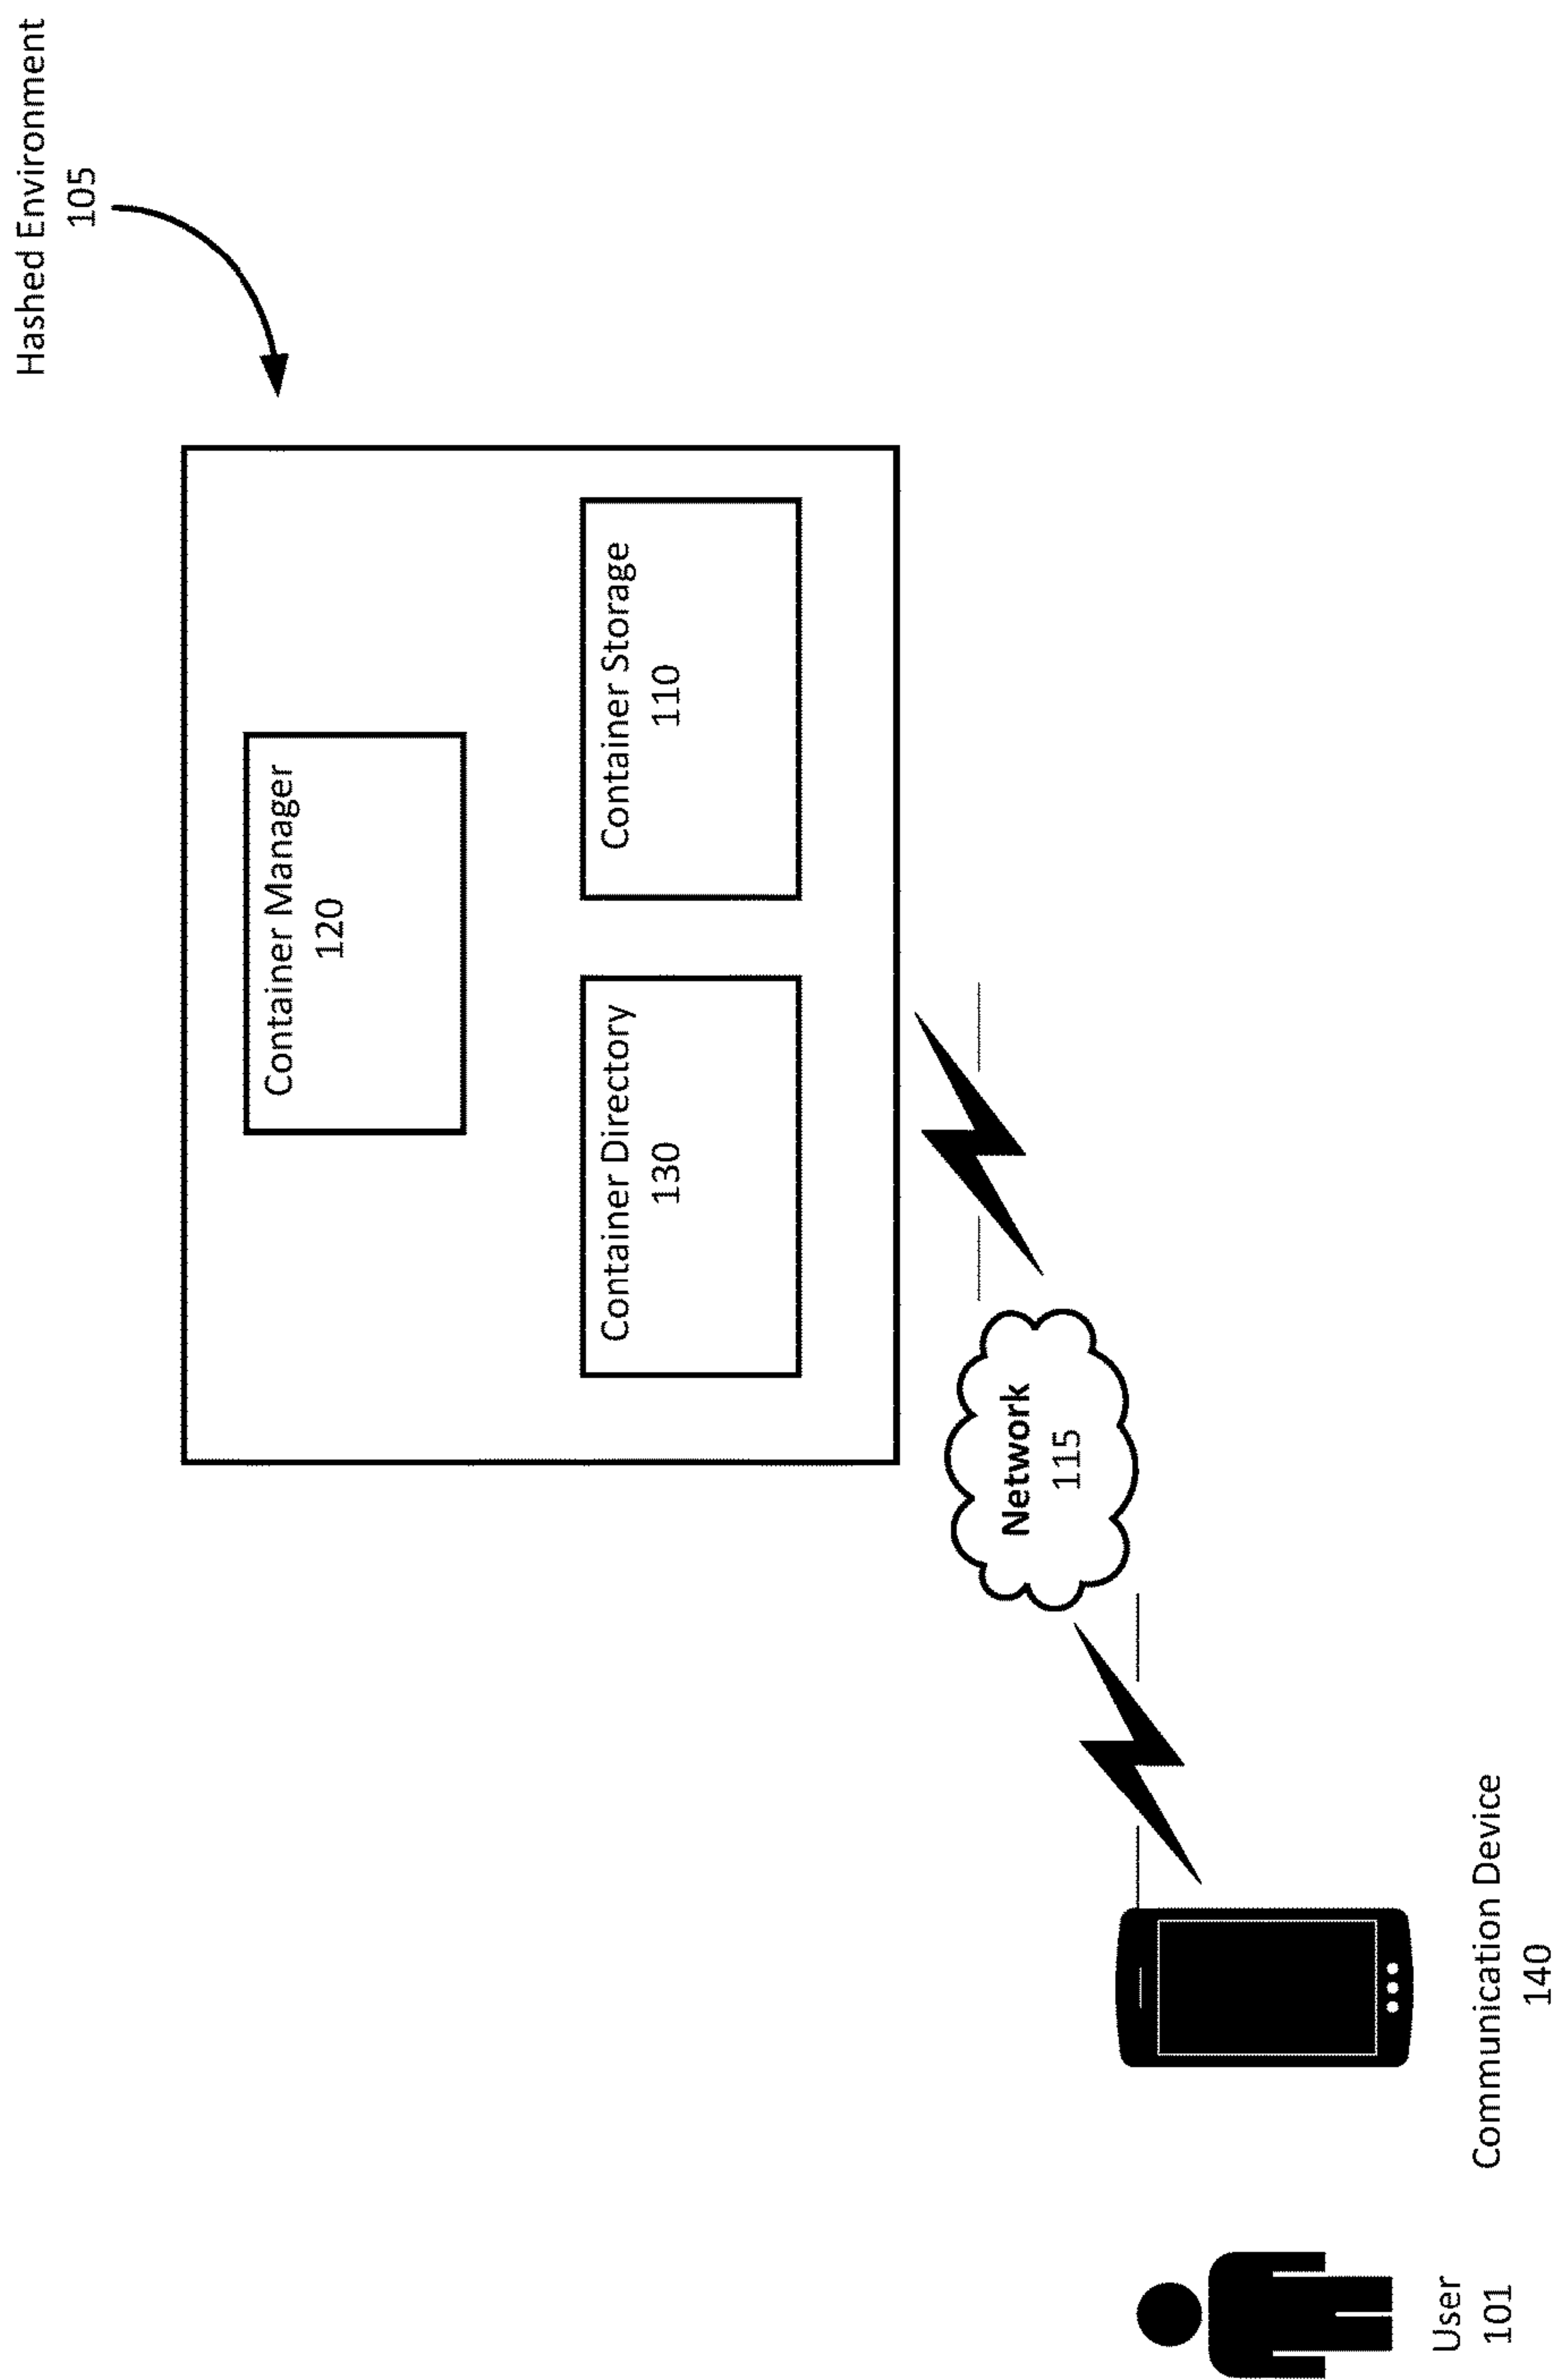 Hashed Environment
105
Container Manager
120
Container Directory
130
Container Storage
110
Network
115
Communication Device
140
User
101